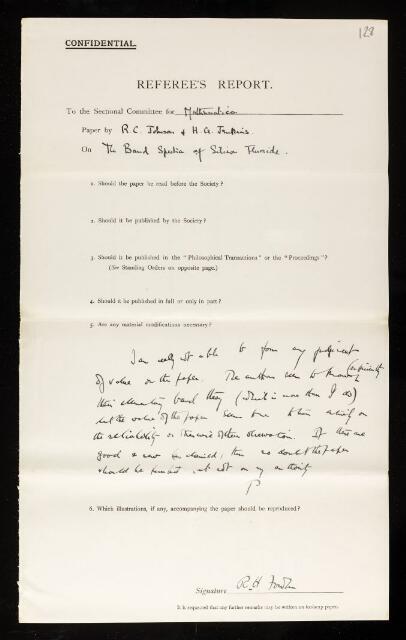 128
CONFIDENTIAL.
REFEREE'S REPORT.
To the Sectional Committee for Mathematics
Paper by R. C. Johnson & H. G. Jenkins.
On The Band Spectra of Silicon Fluoride.
1. Should the paper be read before the Society?
2. Should it be published by the Society?
3. Should it be published in the "Philosophical Transactions" or the "Proceedings"?
(See Standing Orders on opposite page.)
4. Should it be published in full or only in part?
5. Are any material modifications necessary?
I am really not able to form any judgment
of value on the paper. The authors seem to know sufficiently
their elementary band theory (which is more than I do)
but the value of the paper seems to me to turn entirely on
the reliability or otherwise of their observations. If these are
good & new as claimed, then no doubt the paper
should be printed, but not on my authority
6. Which illustrations, if any, accompanying the paper should be reproduced?
Signature R. H. Fowler
It is requested that any further remarks may be written on fresh pages.